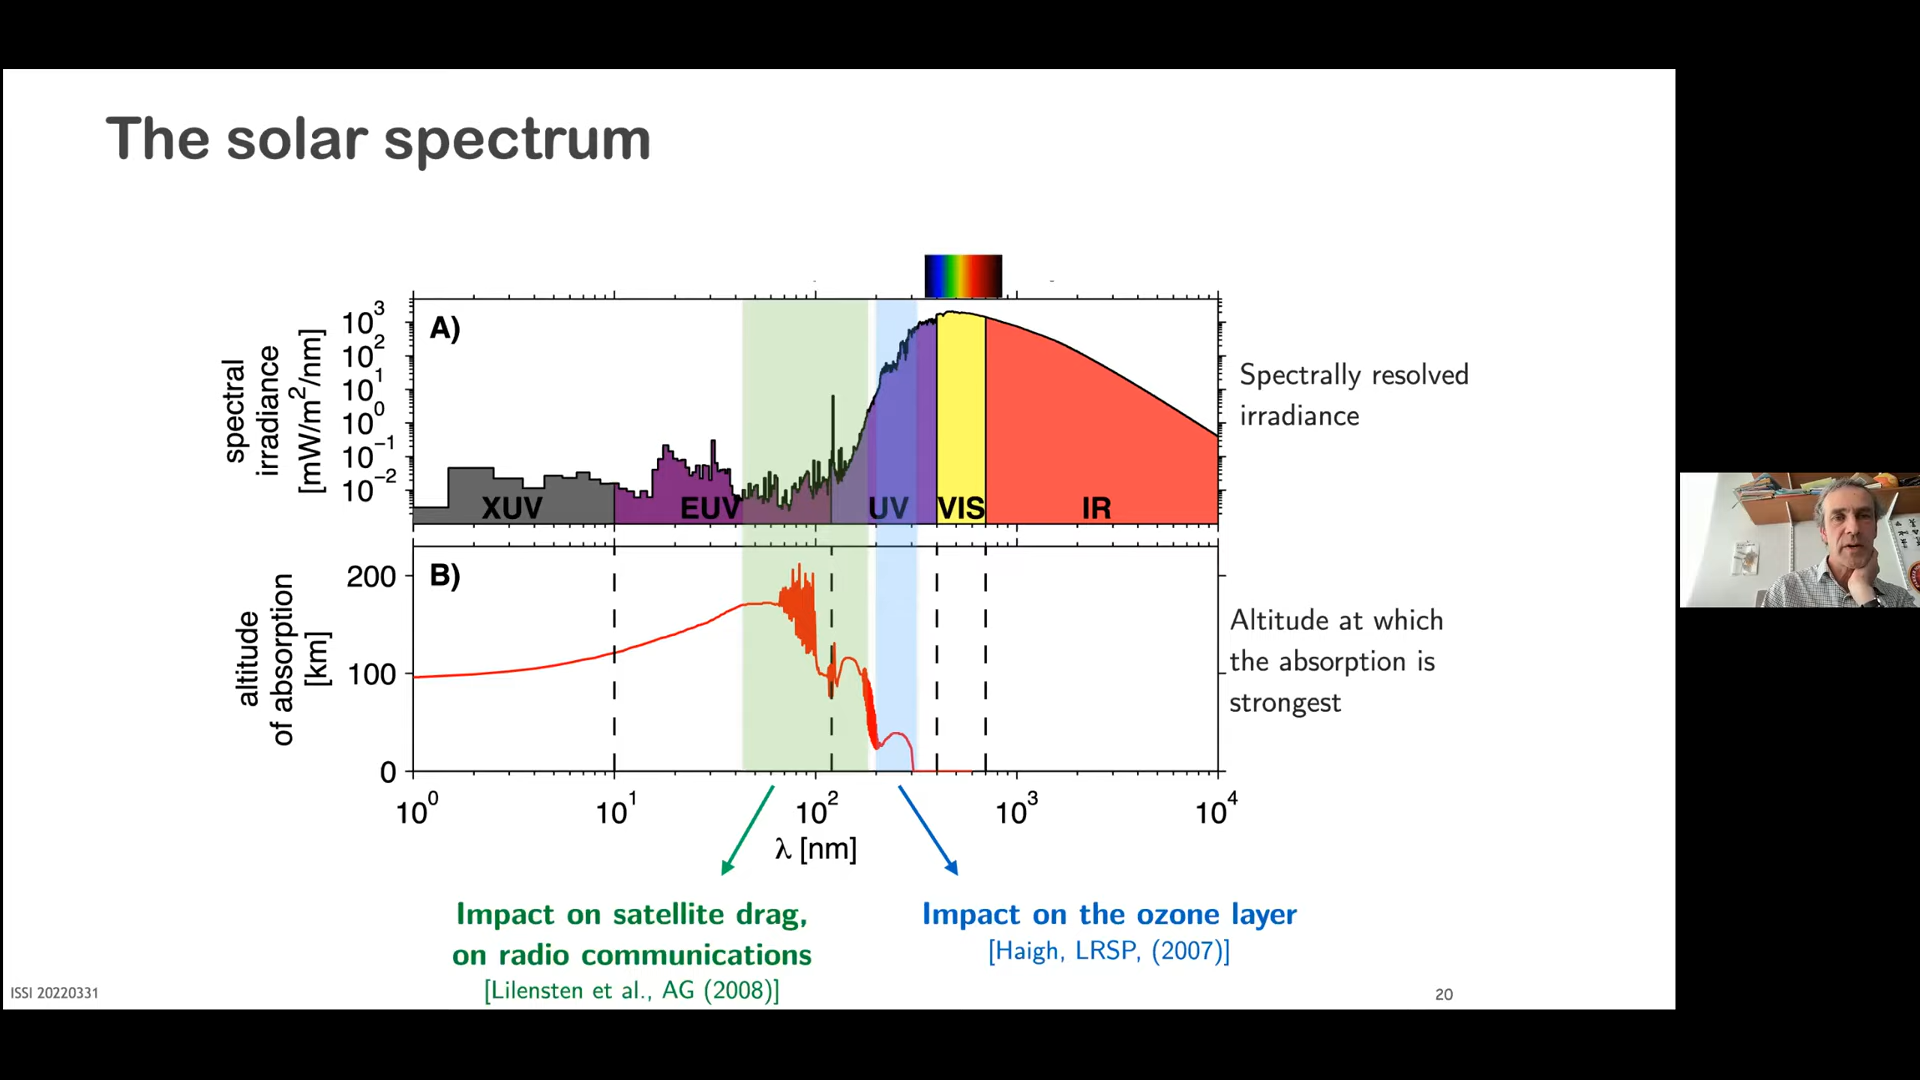 The solar spectrum
A)
10³
10²
10¹
10⁰
10⁻¹
10⁻²
spectral
irradiance
[mW/m²/nm]
XUV
EUV
UV
VIS
IR
Spectrally resolved
irradiance
B)
200
100
0
altitude
of absorption
[km]
Altitude at which
the absorption is
strongest
10⁰
10¹
10²
10³
10⁴
λ [nm]
Impact on satellite drag,
on radio communications
[Lilensten et al., AG (2008)]
Impact on the ozone layer
[Haigh, LRSP, (2007)]
ISSI 20220331
20